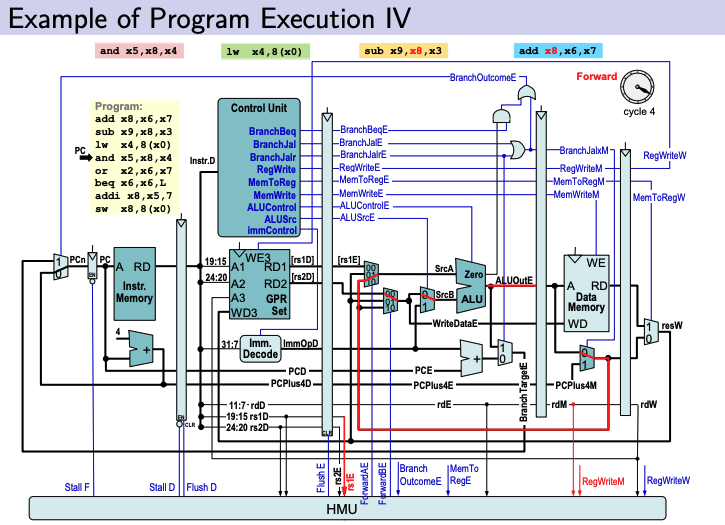 Example of Program Execution IV
and x5,x8,x4
lw x4,8(x0)
sub x9,x8,x3
add x8,x6,x7
Forward
cycle 4
BranchOutcomeE
Program:
add x8,x6,x7
sub x9,x8,x3
lw x4,8(x0)
PC
and x5,x8,x4
or x2,x6,x7
beq x6,x6,L
addi x8,x5,7
sw x8,8(x0)
Control Unit
BranchBeq
BranchJal
BranchJalr
RegWrite
MemToReg
MemWrite
ALUControl
ALUSrc
immControl
Instr.D
BranchBeqE
BranchJalE
BranchJalrE
RegWriteE
MemToRegE
MemWriteE
ALUControlE
ALUSrcE
BranchJalxM
RegWriteM
MemToRegM
MemWriteM
RegWriteW
MemToRegW
1
0
PCn
EN
PC
A RD
Instr.
Memory
4
+
EN
CLR
19:15
24:20
WE3
A1 RD1
A2 RD2
A3 GPR
WD3 Set
[rs1D]
[rs2D]
[rs1E]
00
01
10
00
01
10
0
1
SrcA
SrcB
Zero
ALU
ALUOutE
WriteDataE
WE
A RD
Data
Memory
WD
1
0
resW
31:7
Imm.
Decode
ImmOpD
PCD
PCE
PCPlus4D
PCPlus4E
PCPlus4M
+
1
0
BranchTargetE
0
1
11:7 rdD
19:15 rs1D
24:20 rs2D
rdE
rdM
rdW
CLR
Stall F
Stall D
Flush D
Flush E
rs2E
rs1E
ForwardAE
ForwardBE
Branch
OutcomeE
MemTo
RegE
RegWriteM
RegWriteW
HMU